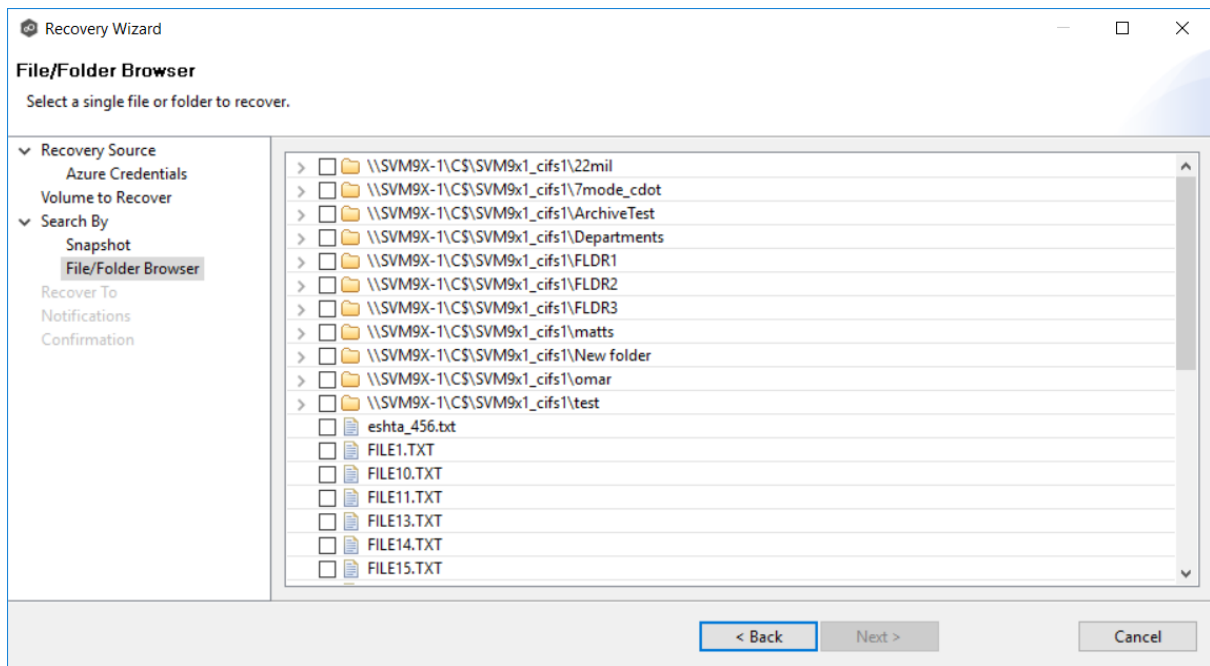 Recovery Wizard
File/Folder Browser
Select a single file or folder to recover.
Recovery Source
Azure Credentials
Volume to Recover
Search By
Snapshot
File/Folder Browser
Recover To
Notifications
Confirmation
\\SVM9X-1\C$\SVM9x1_cifs1\22mil
\\SVM9X-1\C$\SVM9x1_cifs1\7mode_cdot
\\SVM9X-1\C$\SVM9x1_cifs1\ArchiveTest
\\SVM9X-1\C$\SVM9x1_cifs1\Departments
\\SVM9X-1\C$\SVM9x1_cifs1\FLDR1
\\SVM9X-1\C$\SVM9x1_cifs1\FLDR2
\\SVM9X-1\C$\SVM9x1_cifs1\FLDR3
\\SVM9X-1\C$\SVM9x1_cifs1\matts
\\SVM9X-1\C$\SVM9x1_cifs1\New folder
\\SVM9X-1\C$\SVM9x1_cifs1\omar
\\SVM9X-1\C$\SVM9x1_cifs1\test
eshta_456.txt
FILE1.TXT
FILE10.TXT
FILE11.TXT
FILE13.TXT
FILE14.TXT
FILE15.TXT
< Back
Next >
Cancel